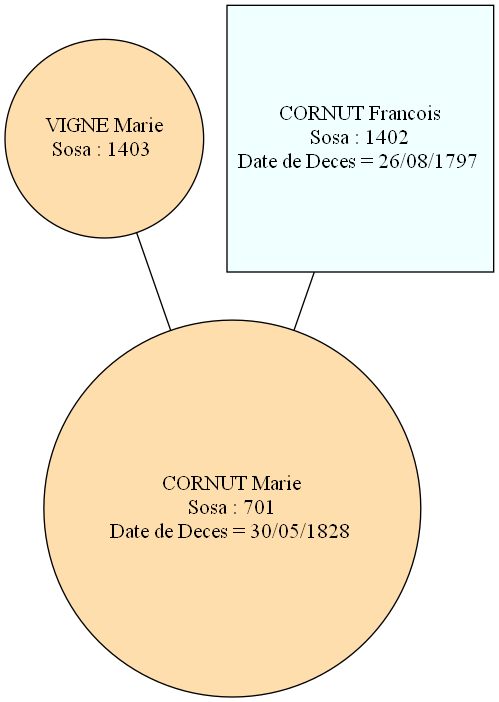 VIGNE Marie
Sosa : 1403
CORNUT Francois
Sosa : 1402
Date de Deces = 26/08/1797
CORNUT Marie
Sosa : 701
Date de Deces = 30/05/1828